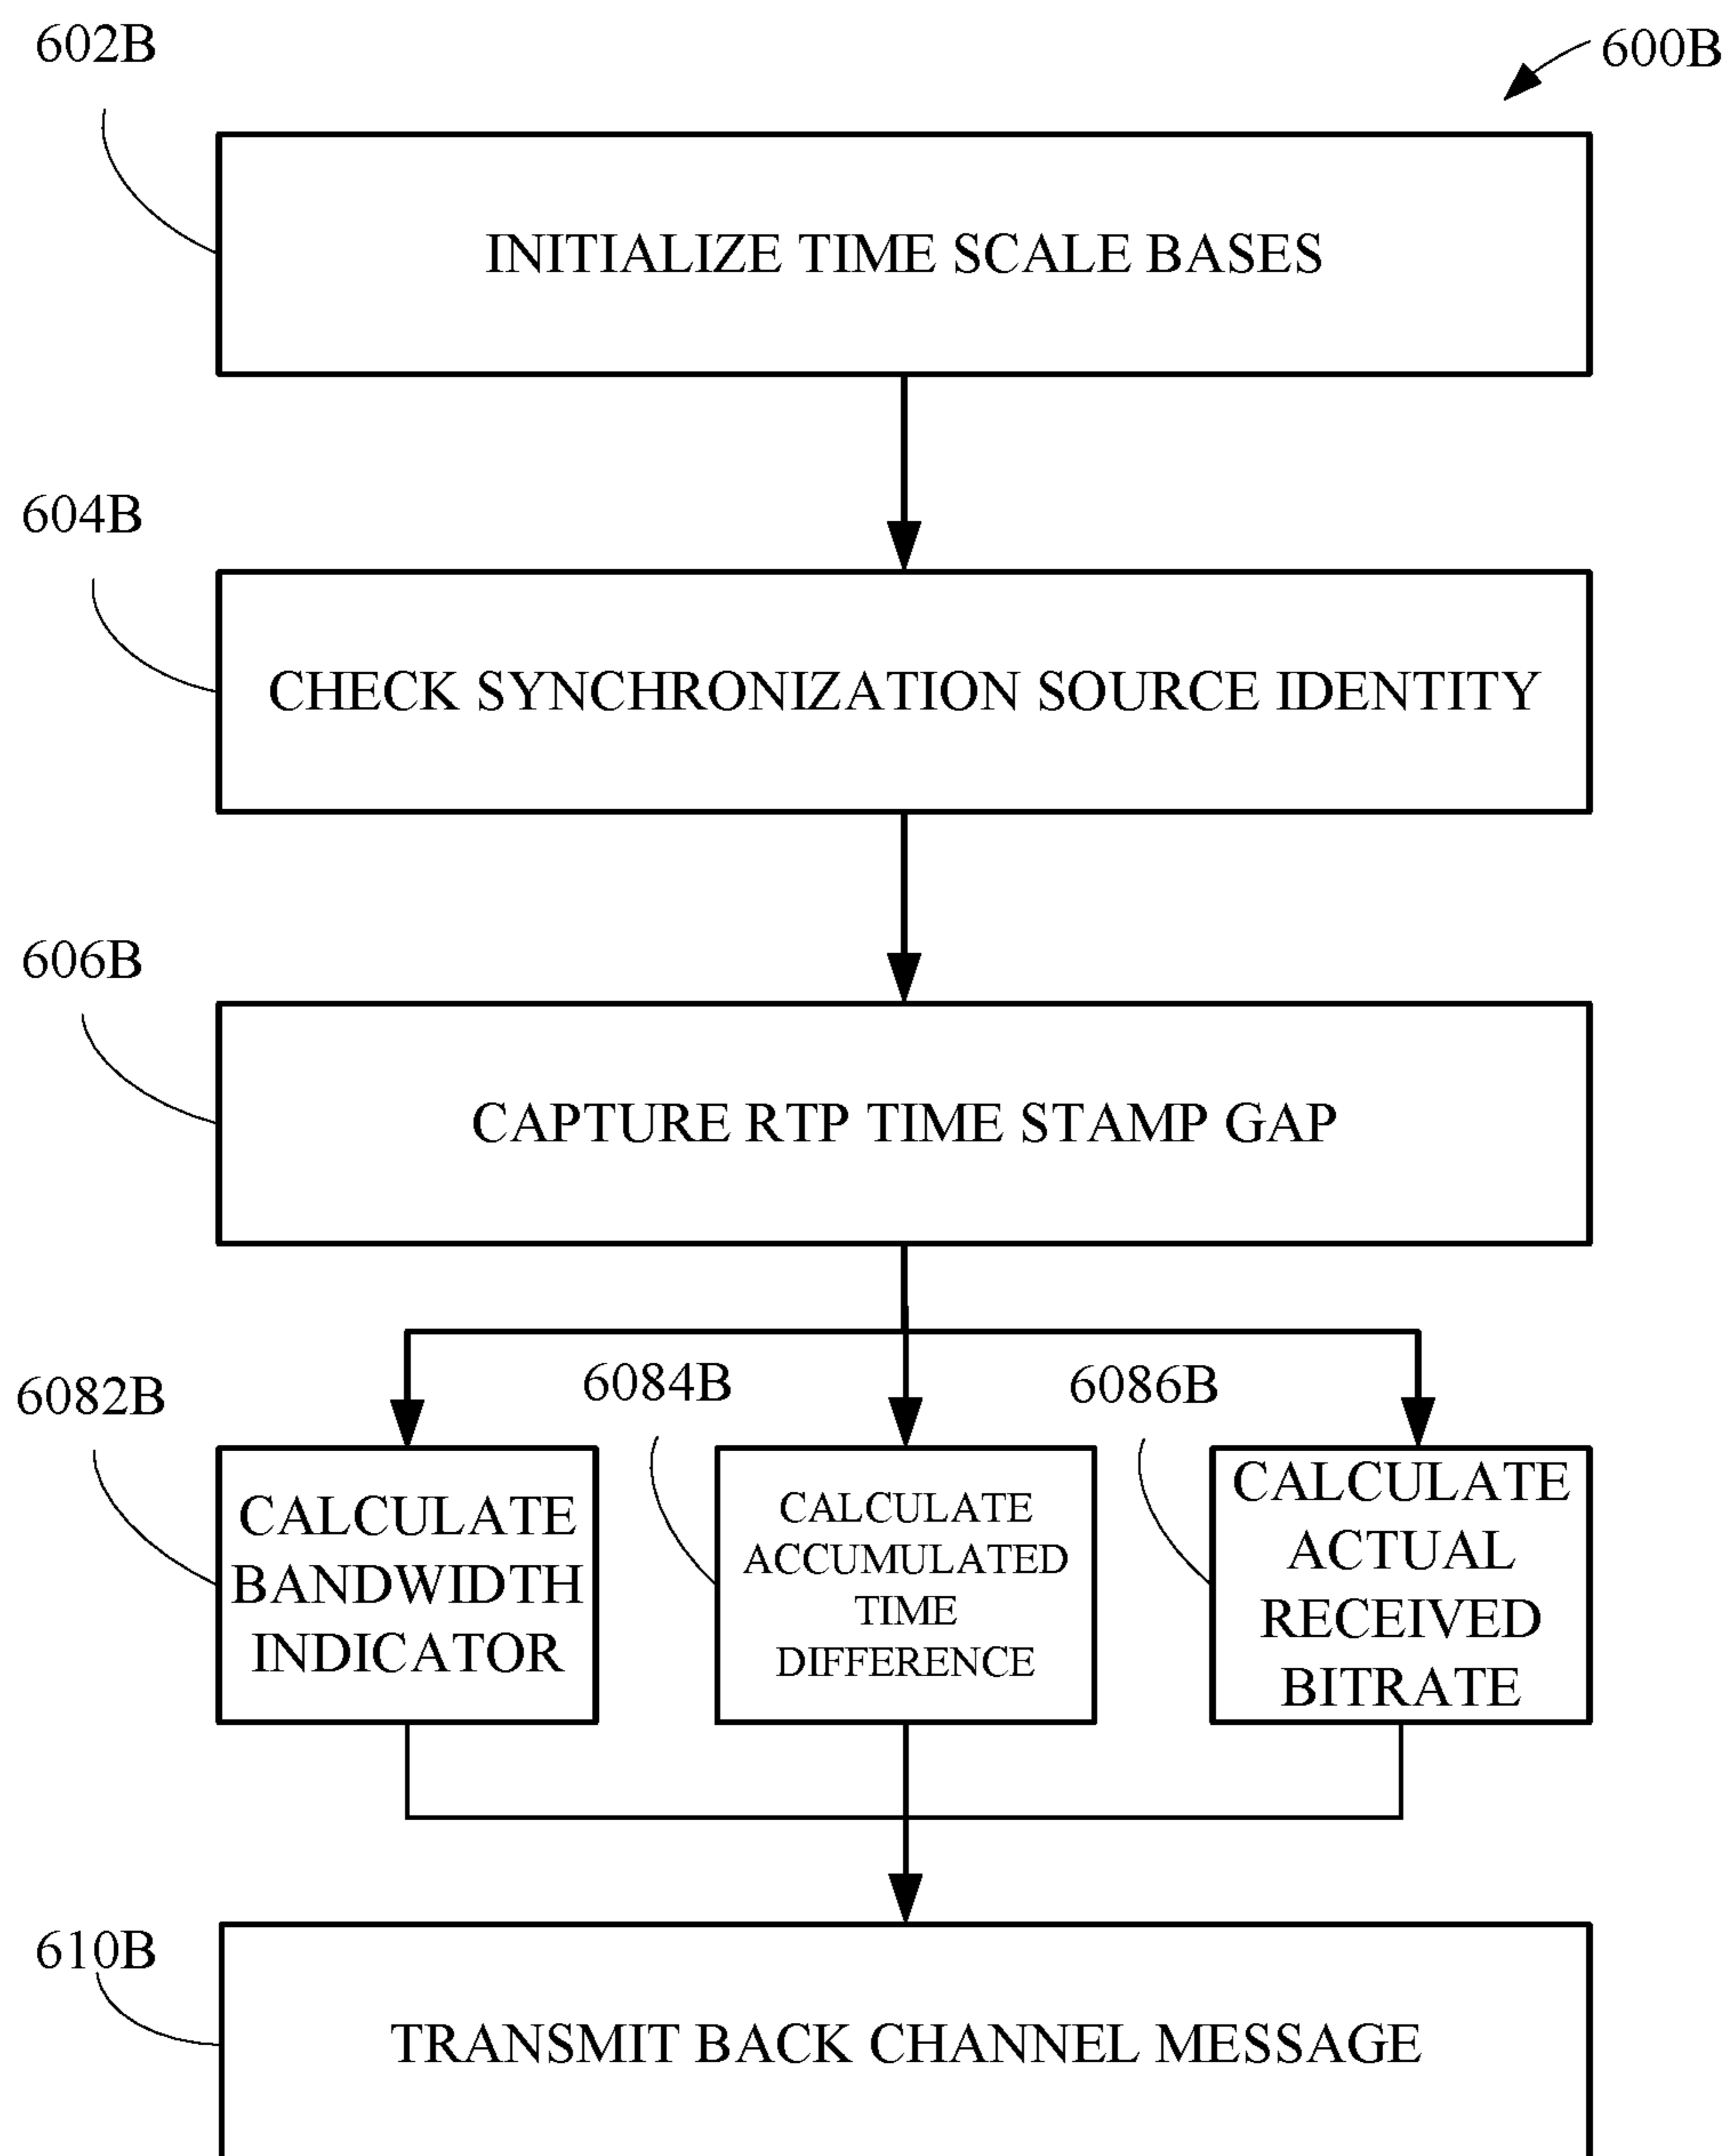 602B
600B
INITIALIZE TIME SCALE BASES
604B
CHECK SYNCHRONIZATION SOURCE IDENTITY
606B
CAPTURE RTP TIME STAMP GAP
6082B
6084B
6086B
CALCULATE
BANDWIDTH
INDICATOR
CALCULATE
ACCUMULATED
TIME
DIFFERENCE
CALCULATE
ACTUAL
RECEIVED
BITRATE
610B
TRANSMIT BACK CHANNEL MESSAGE